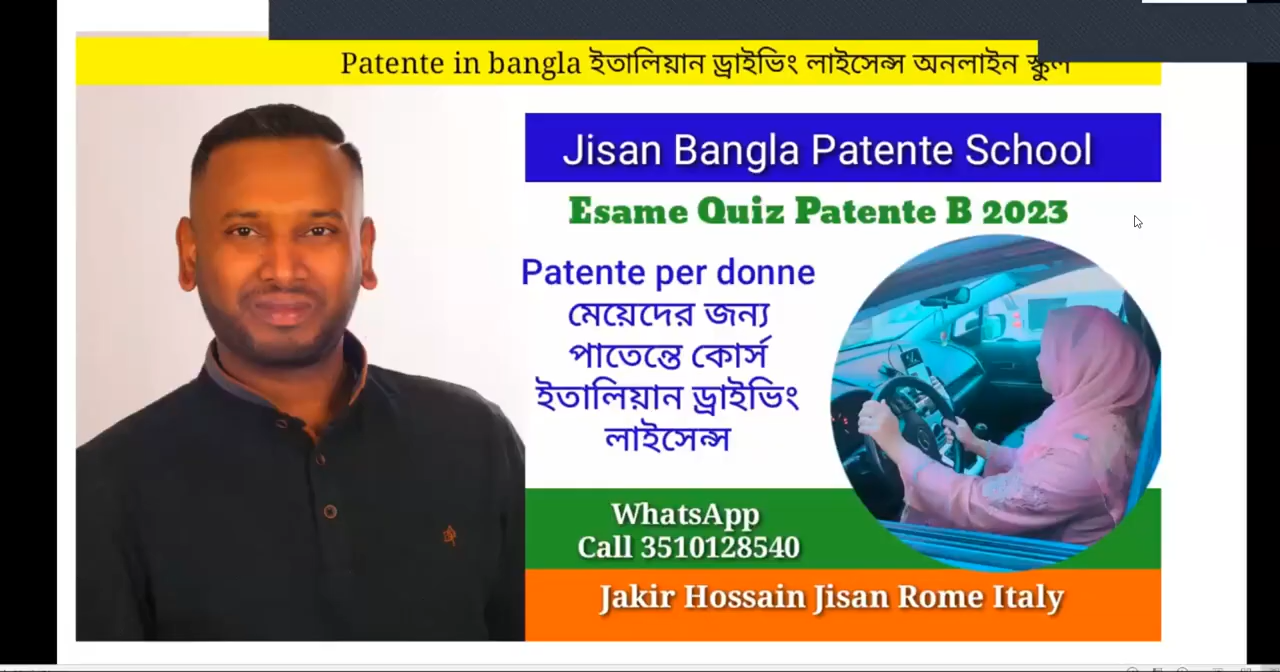 Patente in bangla ইতালিয়ান ড্রাইভিং লাইসেন্স অনলাইন স্কুল
Jisan Bangla Patente School
Esame Quiz Patente B 2023
Patente per donne
মেয়েদের জন্য
পাতেন্তে কোর্স
ইতালিয়ান ড্রাইভিং
লাইসেন্স
WhatsApp
Call 3510128540
Jakir Hossain Jisan Rome Italy